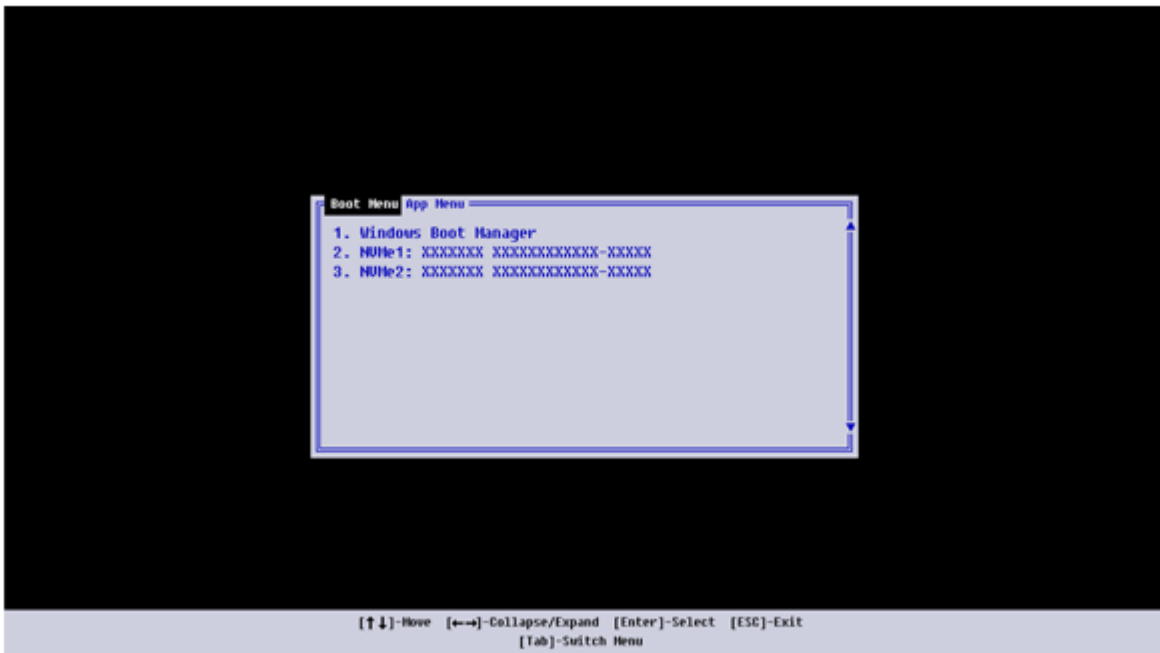 Boot Menu App Menu
1. Windows Boot Manager
2. NVMe1: XXXXXXX XXXXXXXXXXXX-XXXXX
3. NVMe2: XXXXXXX XXXXXXXXXXXX-XXXXX
[↑↓]-Move [←→]-Collapse/Expand [Enter]-Select [ESC]-Exit
[Tab]-Switch Menu